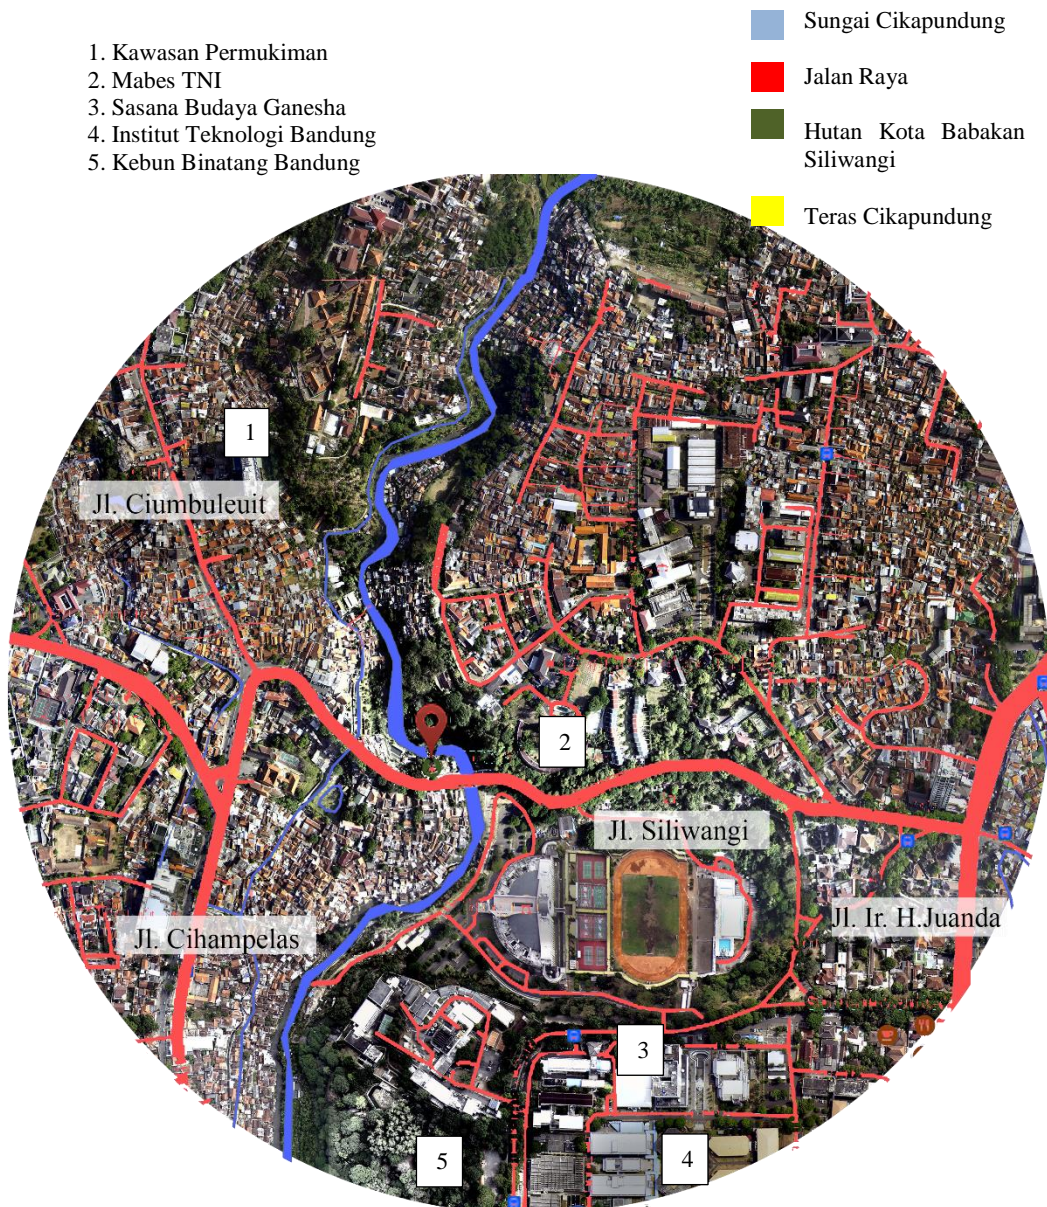 1. Kawasan Permukiman
2. Mabes TNI
3. Sasana Budaya Ganesha
4. Institut Teknologi Bandung
5. Kebun Binatang Bandung
Sungai Cikapundung
Jalan Raya
Hutan Kota Babakan
Siliwangi
Teras Cikapundung
1
Jl. Ciumbuleuit
2
Jl. Siliwangi
Jl. Ir. H.Juanda
Jl. Cihampelas
3
5
4